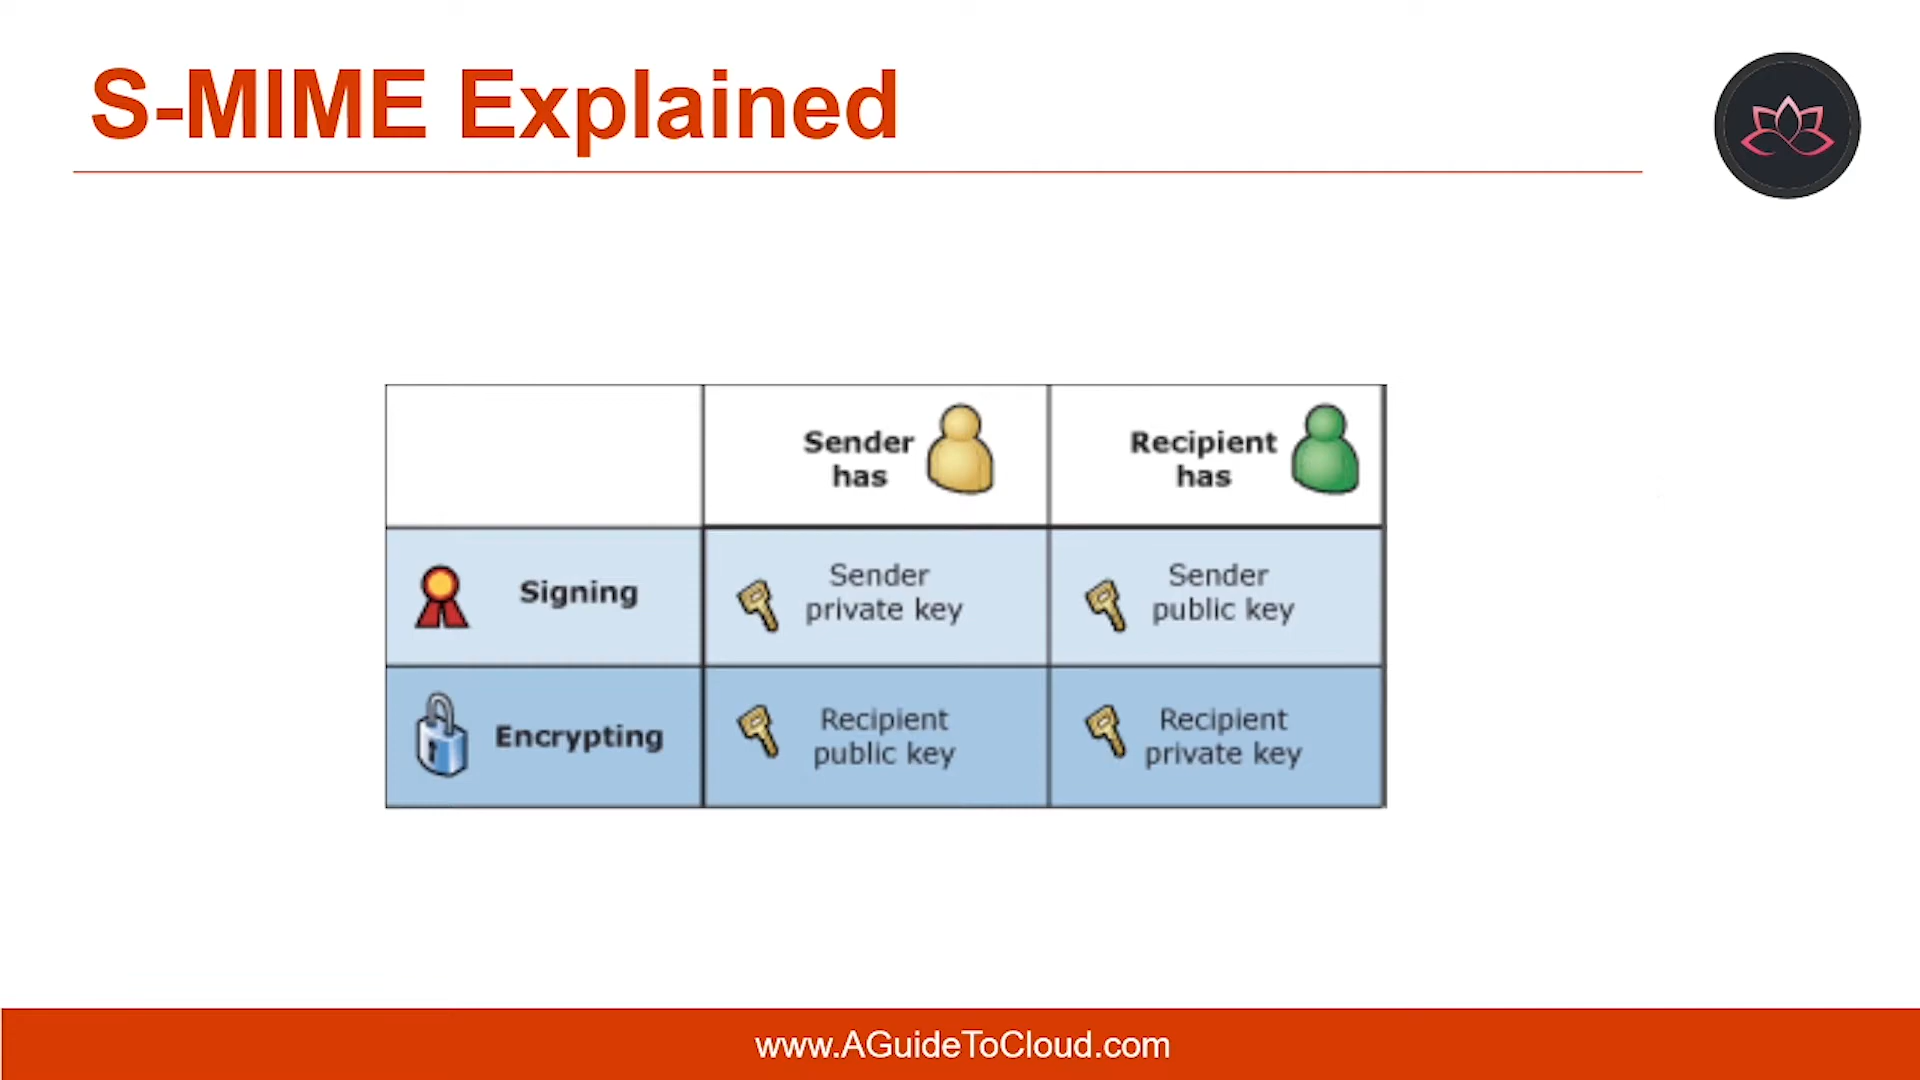 S-MIME Explained
Sender
has
Recipient
has
Signing
Sender
private key
Sender
public key
Encrypting
Recipient
public key
Recipient
private key
www.AGuideToCloud.com